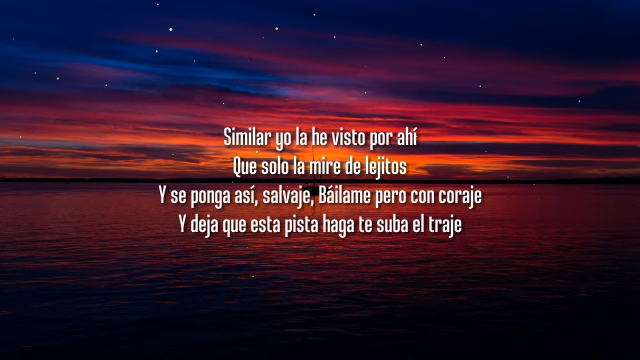 Similar yo la he visto por ahí
Que solo la mire de lejitos
Y se ponga así, salvaje, Báilame pero con coraje
Y deja que esta pista haga te suba el traje